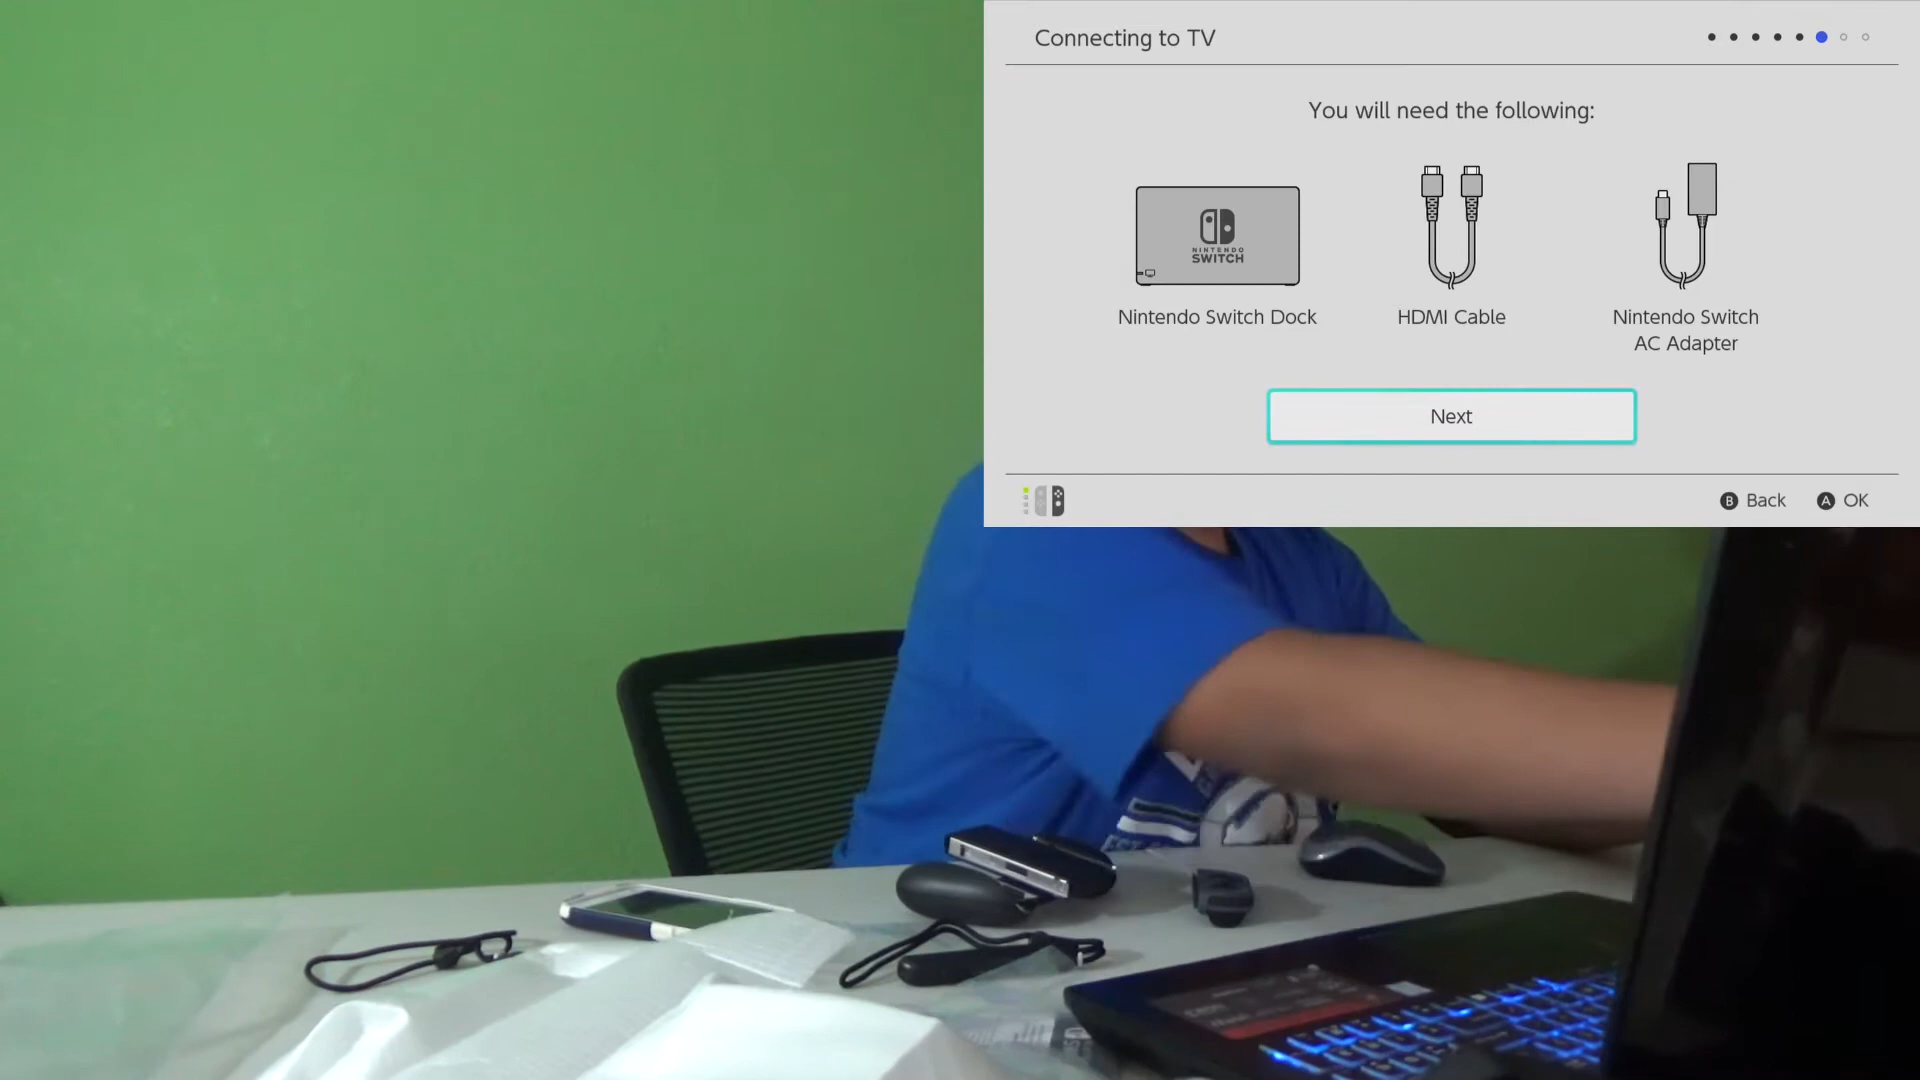 Connecting to TV
You will need the following:
NINTENDO
SWITCH
Nintendo Switch Dock
HDMI Cable
Nintendo Switch
AC Adapter
Next
B Back
A OK